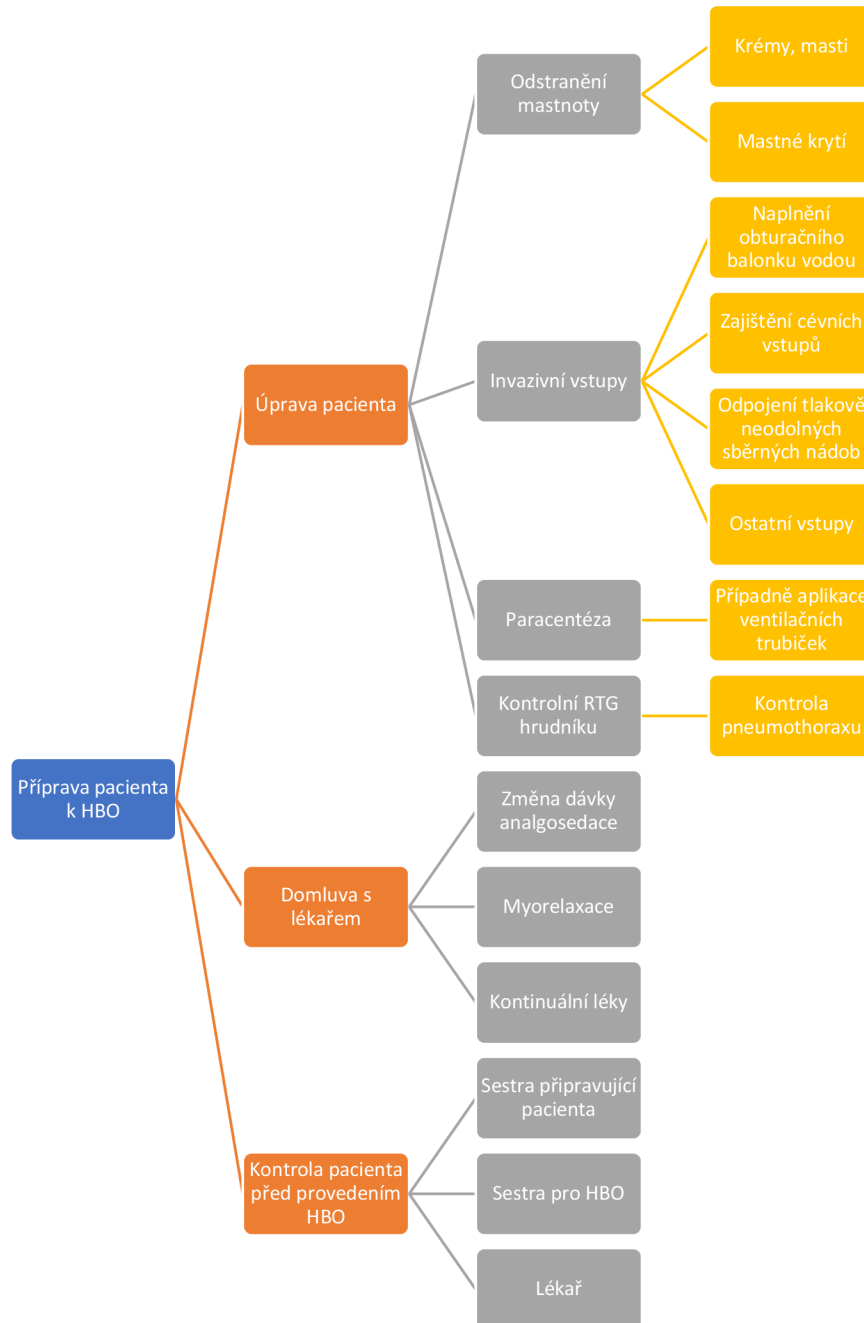 Krémy, masti
Odstranění
mastnoty
Mastné krytí
Naplnění
obturačního
balonku vodou
Zajištění cévních
vstupů
Úprava pacienta
Invazivní vstupy
Odpojení tlakově
neodolných
sběrných nádob
Ostatní vstupy
Paracentéza
Případně aplikace
ventilačních
trubiček
Kontrolní RTG
hrudníku
Kontrola
pneumothoraxu
Příprava pacienta
k HBO
Změna dávky
analgosedace
Domluva s
lékařem
Myorelaxace
Kontinuální léky
Sestra připravující
pacienta
Kontrola pacienta
před provedením
HBO
Sestra pro HBO
Lékař